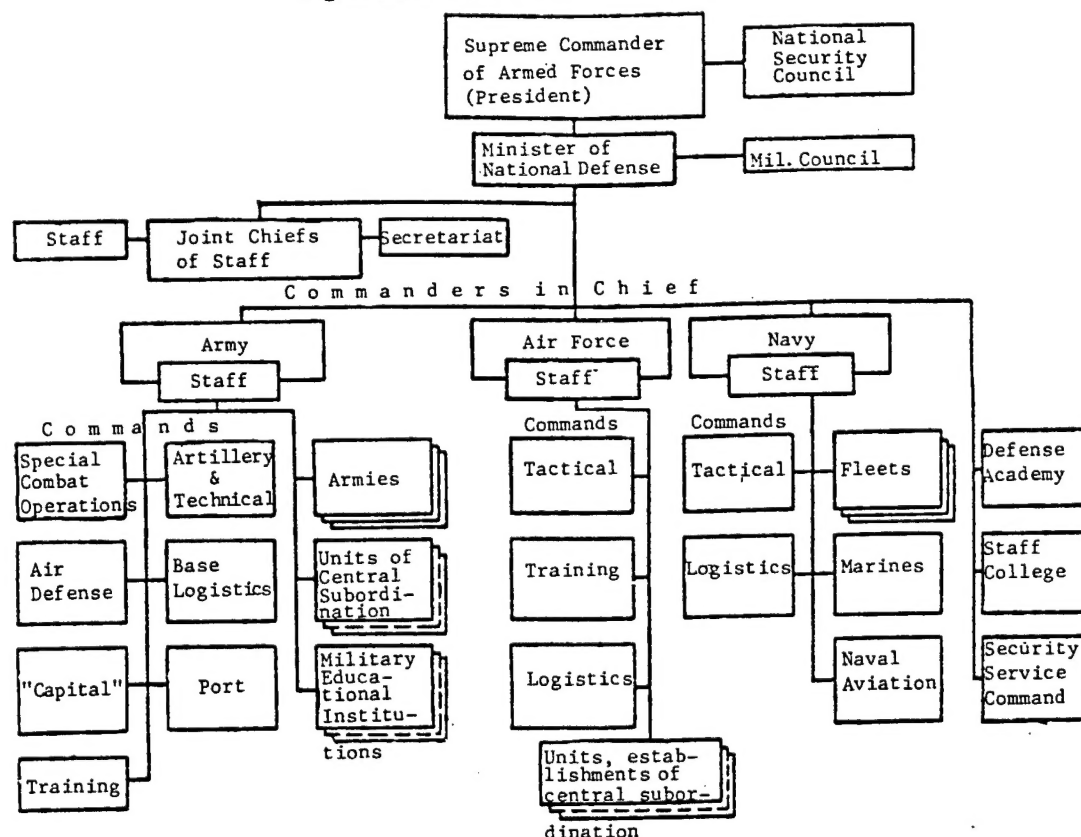 Supreme Commander
of Armed Forces
(President)
National
Security
Council
Minister of
National Defense
Mil. Council
Staff
Joint Chiefs
of Staff
Secretariat
Commanders in Chief
Army
Staff
Air Force
Staff
Navy
Staff
Commands
Special
Combat
Operations
Artillery
&
Technical
Armies
Air
Defense
Base
Logistics
Units of
Central
Subordi-
nation
"Capital"
Port
Military
Educa-
tional
Institu-
tions
Training
Commands
Tactical
Training
Logistics
Units, estab-
lishments of
central subor-
dination
Commands
Tactical
Fleets
Logistics
Marines
Naval
Aviation
Defense
Academy
Staff
College
Security
Service
Command